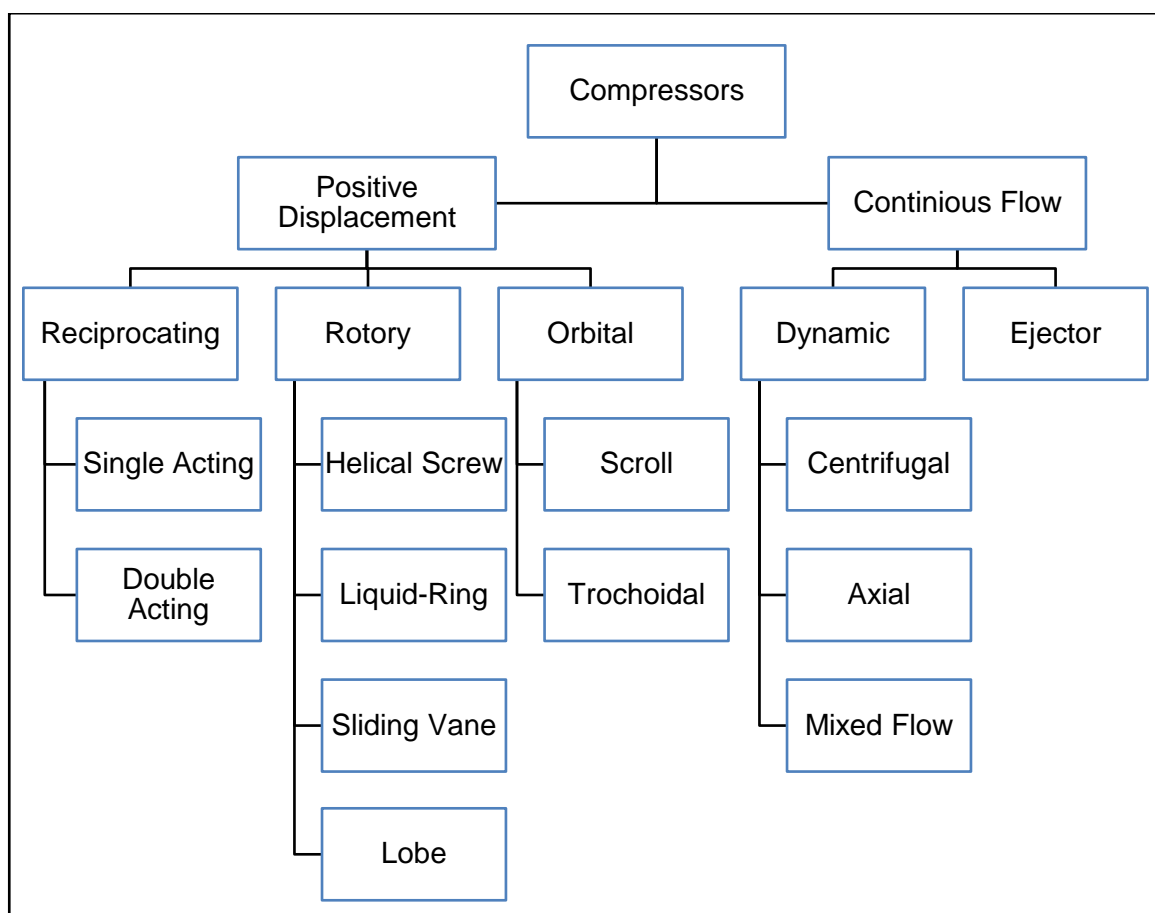 Compressors
Positive
Displacement
Continious Flow
Reciprocating
Rotory
Orbital
Dynamic
Ejector
Single Acting
Helical Screw
Scroll
Centrifugal
Double
Acting
Liquid-Ring
Trochoidal
Axial
Sliding Vane
Mixed Flow
Lobe